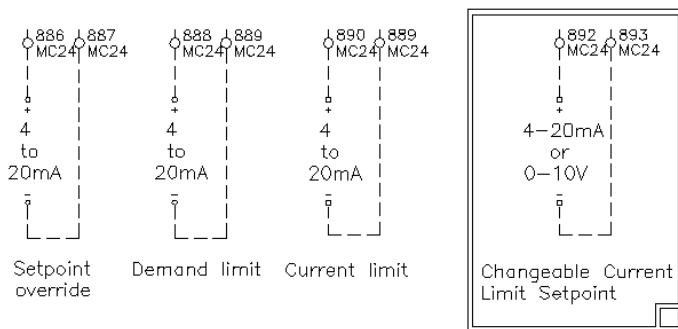 886 887 888 889 890 889 892 893
MC24 MC24 MC24 MC24 MC24 MC24 MC24 MC24
+ + + +
4 4 4 4-20mA
to to to or
20mA 20mA 20mA 0-10V
- - - -
Setpoint Demand limit Current limit Changeable Current
override Limit Setpoint